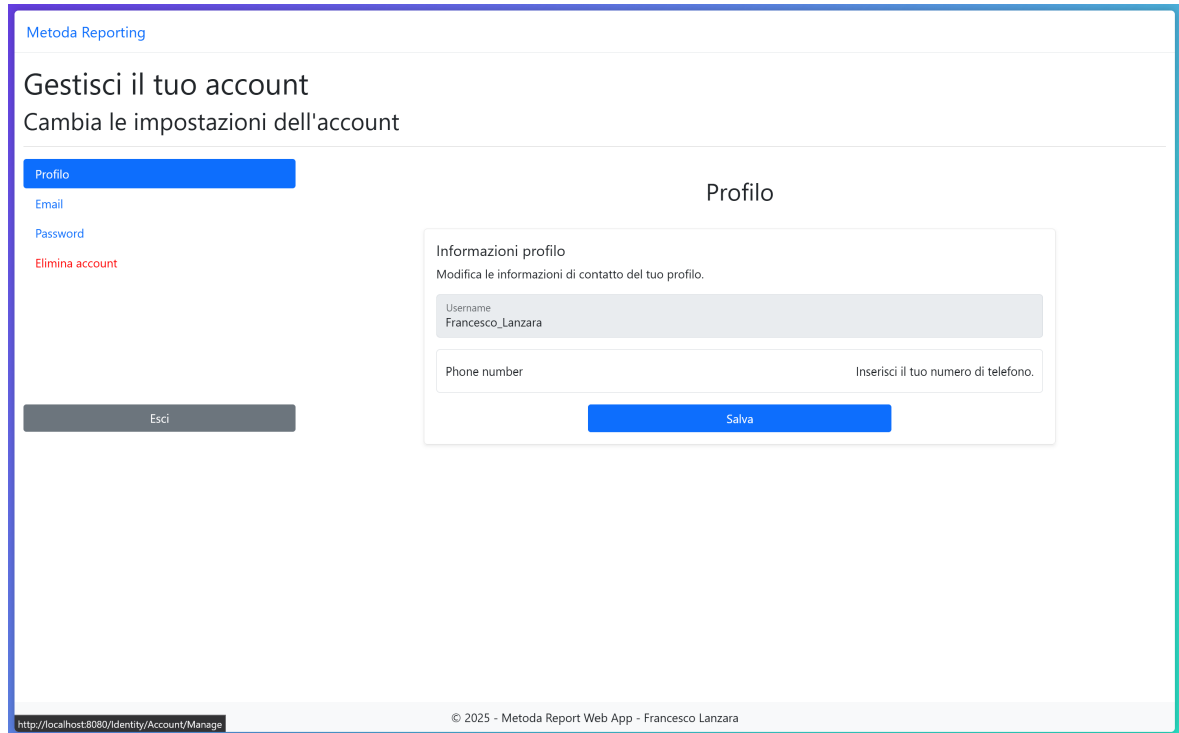 Metoda Reporting
Gestisci il tuo account
Cambia le impostazioni dell'account
Profilo
Email
Password
Elimina account
Esci
Profilo
Informazioni profilo
Modifica le informazioni di contatto del tuo profilo.
Username
Francesco_Lanzara
Phone number Inserisci il tuo numero di telefono.
Salva
© 2025 - Metoda Report Web App - Francesco Lanzara
http://localhost:8080/Identity/Account/Manage